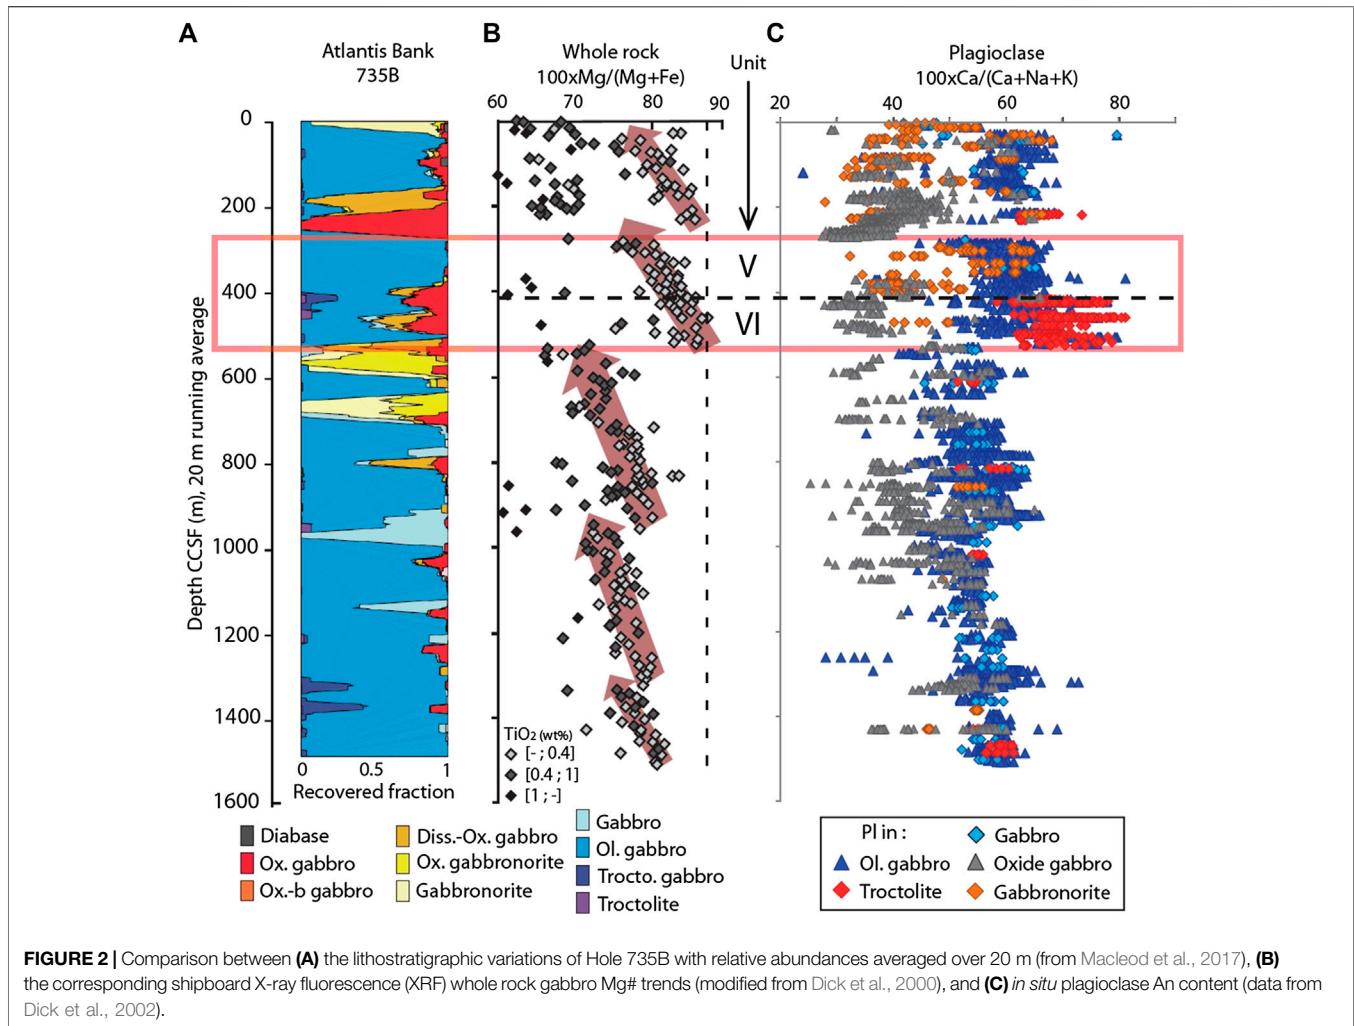 A
B
C
Atlantis Bank
735B
Whole rock
100xMg/(Mg+Fe)
Unit
Plagioclase
100xCa/(Ca+Na+K)
60 70 80 90
20 40 60 80
0
200
400
600
800
1000
1200
1400
1600
Depth CCSF (m), 20 m running average
V
VI
TiO2 (wt%)
[- ; 0.4]
[0.4 ; 1]
[1 ; -]
0 0.5 1
Recovered fraction
Diabase
Ox. gabbro
Ox.-b gabbro
Diss.-Ox. gabbro
Ox. gabbronorite
Gabbronorite
Gabbro
Ol. gabbro
Trocto. gabbro
Troctolite
Pl in :
Ol. gabbro
Troctolite
Gabbro
Oxide gabbro
Gabbronorite
FIGURE 2 | Comparison between (A) the lithostratigraphic variations of Hole 735B with relative abundances averaged over 20 m (from Macleod et al., 2017), (B)
the corresponding shipboard X-ray fluorescence (XRF) whole rock gabbro Mg# trends (modified from Dick et al., 2000), and (C) in situ plagioclase An content (data from
Dick et al., 2002).